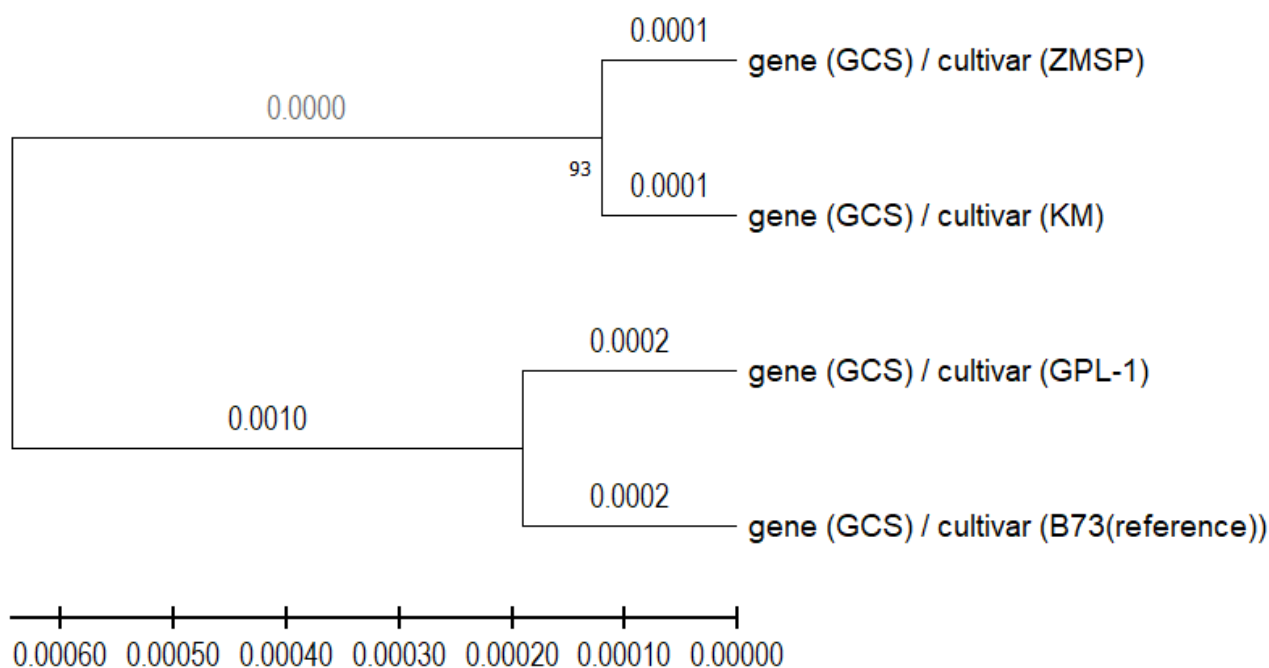 0.0001
gene (GCS) / cultivar (ZMSP)
0.0000
93
0.0001
gene (GCS) / cultivar (KM)
0.0002
gene (GCS) / cultivar (GPL-1)
0.0010
0.0002
gene (GCS) / cultivar (B73(reference))
0.00060 0.00050 0.00040 0.00030 0.00020 0.00010 0.00000